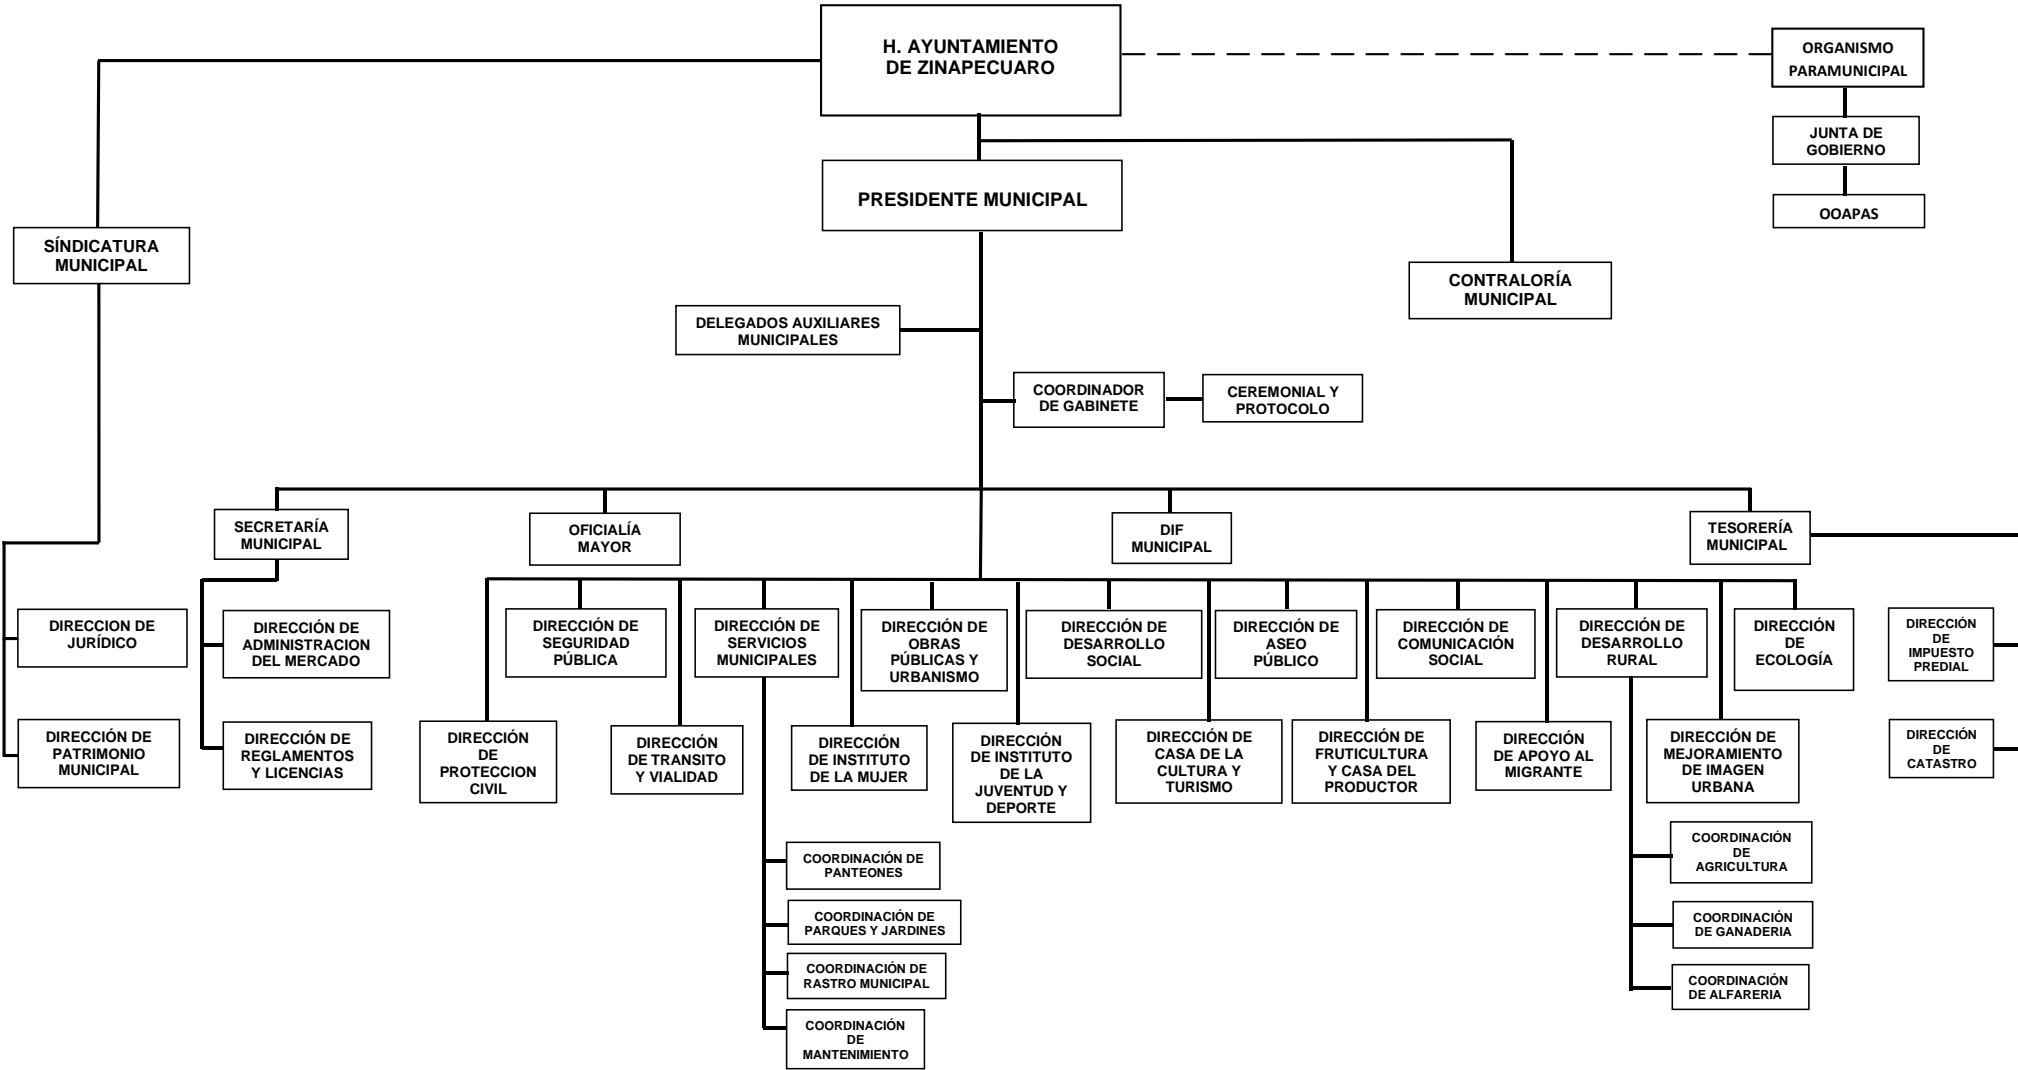 H. AYUNTAMIENTO
DE ZINAPECUARO
ORGANISMO
PARAMUNICIPAL
JUNTA DE
GOBIERNO
OOAPAS
PRESIDENTE MUNICIPAL
SÍNDICATURA
MUNICIPAL
CONTRALORÍA
MUNICIPAL
DELEGADOS AUXILIARES
MUNICIPALES
COORDINADOR
DE GABINETE
CEREMONIAL Y
PROTOCOLO
SECRETARÍA
MUNICIPAL
OFICIALÍA
MAYOR
DIF
MUNICIPAL
TESORERÍA
MUNICIPAL
DIRECCION DE
JURÍDICO
DIRECCIÓN DE
ADMINISTRACION
DEL MERCADO
DIRECCIÓN DE
SEGURIDAD
PÚBLICA
DIRECCIÓN DE
SERVICIOS
MUNICIPALES
DIRECCIÓN DE
OBRAS
PÚBLICAS Y
URBANISMO
DIRECCIÓN DE
DESARROLLO
SOCIAL
DIRECCIÓN DE
ASEO
PÚBLICO
DIRECCIÓN DE
COMUNICACIÓN
SOCIAL
DIRECCIÓN DE
DESARROLLO
RURAL
DIRECCIÓN
DE
ECOLOGÍA
DIRECCIÓN
DE
IMPUESTO
PREDIAL
DIRECCIÓN DE
PATRIMONIO
MUNICIPAL
DIRECCIÓN DE
REGLAMENTOS
Y LICENCIAS
DIRECCIÓN
DE
PROTECCION
CIVIL
DIRECCIÓN
DE TRANSITO
Y VIALIDAD
DIRECCIÓN
DE INSTITUTO
DE LA MUJER
DIRECCIÓN
DE INSTITUTO
DE LA
JUVENTUD Y
DEPORTE
DIRECCIÓN DE
CASA DE LA
CULTURA Y
TURISMO
DIRECCIÓN DE
FRUTICULTURA
Y CASA DEL
PRODUCTOR
DIRECCIÓN
DE APOYO AL
MIGRANTE
DIRECCIÓN DE
MEJORAMIENTO
DE IMAGEN
URBANA
DIRECCIÓN
DE
CATASTRO
COORDINACIÓN DE
PANTEONES
COORDINACIÓN DE
PARQUES Y JARDINES
COORDINACIÓN DE
RASTRO MUNICIPAL
COORDINACIÓN
DE
MANTENIMIENTO
COORDINACIÓN
DE
AGRICULTURA
COORDINACIÓN
DE GANADERIA
COORDINACIÓN
DE ALFARERIA